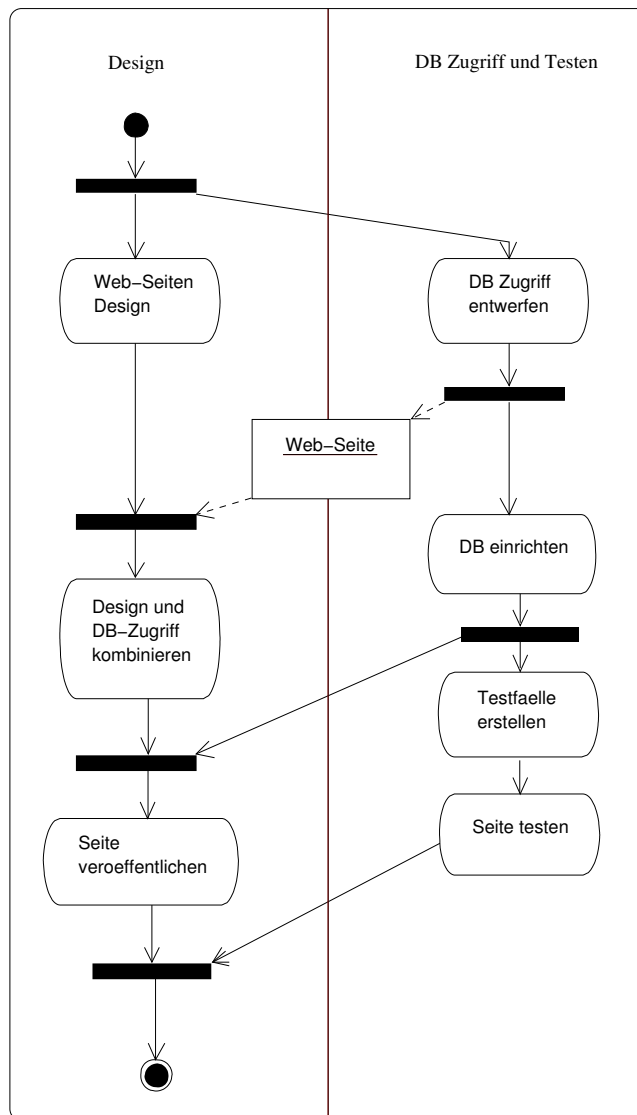 Design
DB Zugriff und Testen
Web−Seiten
Design
DB Zugriff
entwerfen
Web−Seite
DB einrichten
Design und
DB−Zugriff
kombinieren
Testfaelle
erstellen
Seite testen
Seite
veroeffentlichen